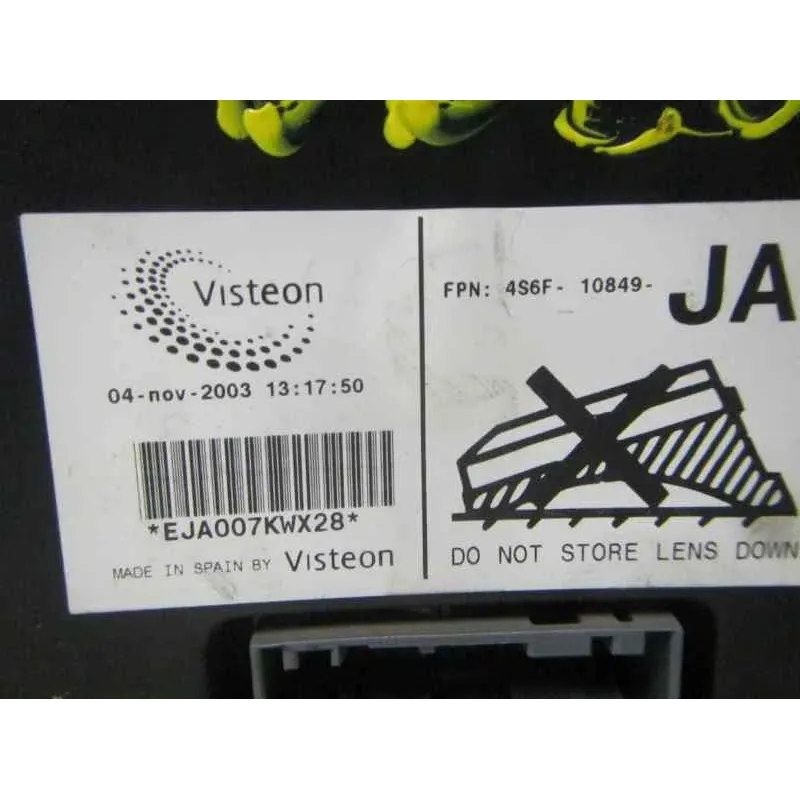 Visteon
04-nov-2003 13:17:50
*EJA007KWX28*
MADE IN SPAIN BY Visteon
FPN: 4S6F- 10849- JA
DO NOT STORE LENS DOWN